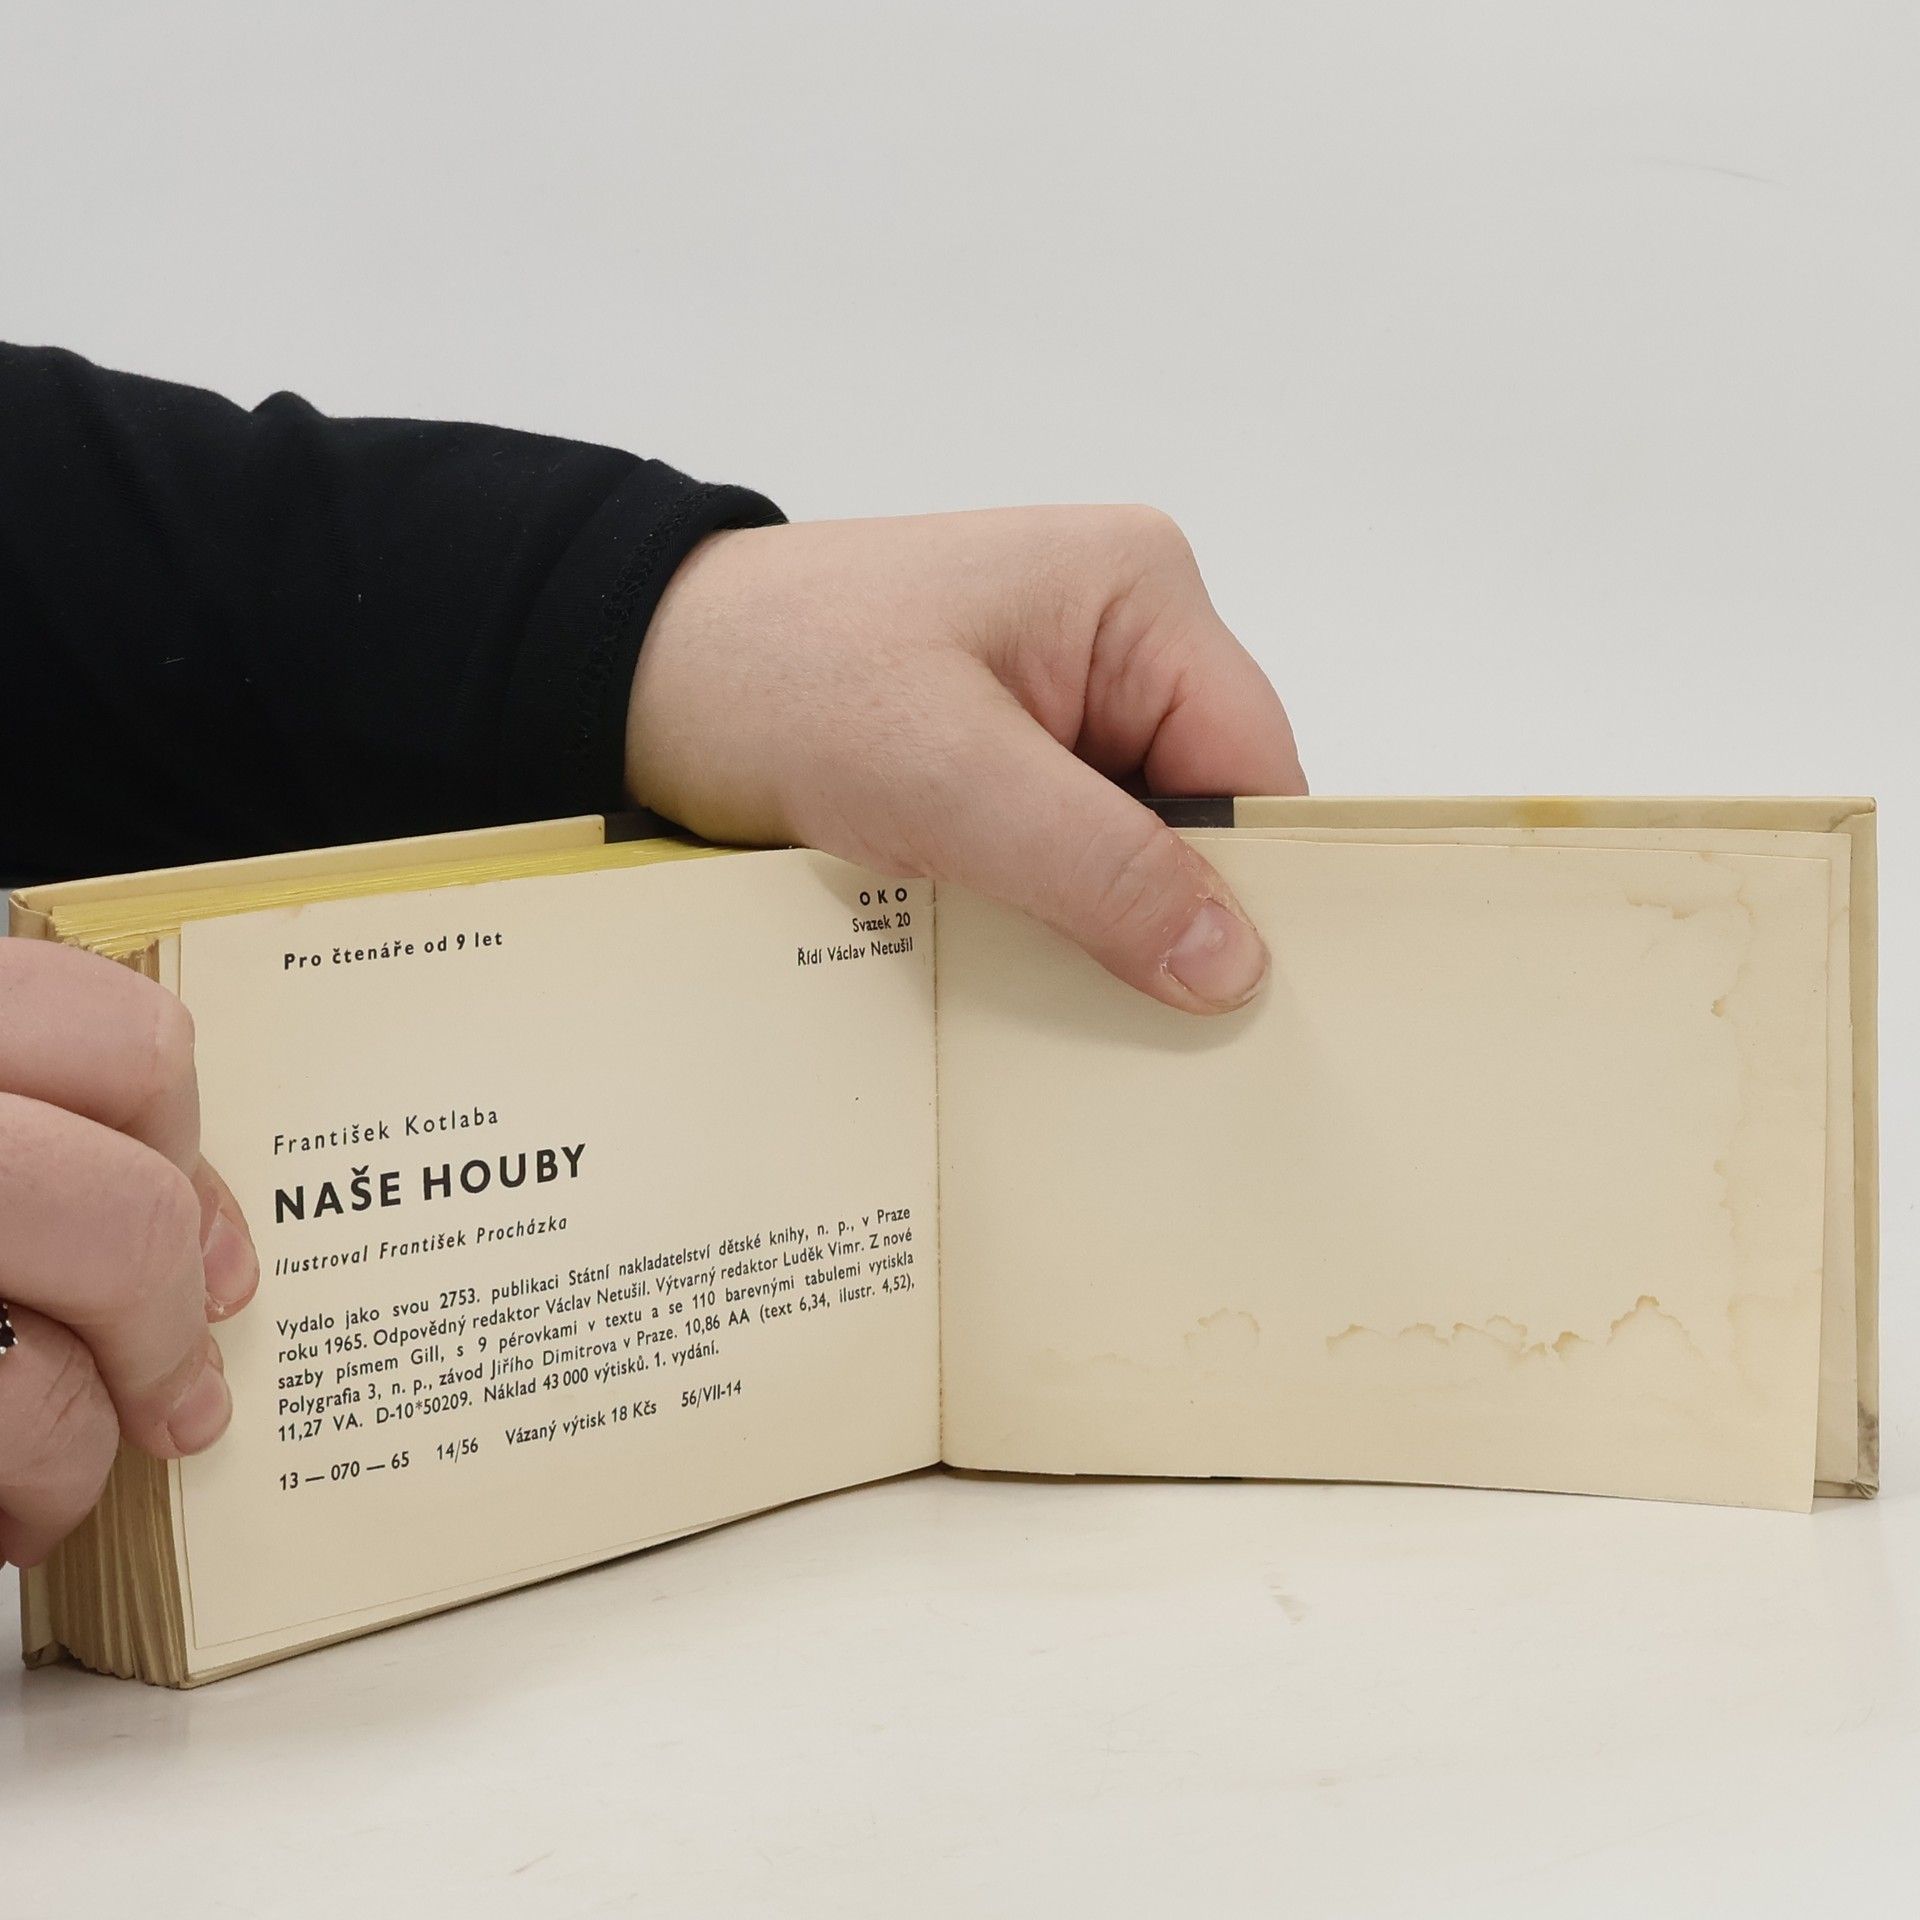 Pro čtenáře od 9 let
OKO
Svazek 20
Řídí Václav Netušil
František Kotlaba
NAŠE HOUBY
Ilustroval František Procházka
Vydalo jako svou 2753. publikaci Státní nakladatelství dětské knihy, n. p., v Praze
roku 1965. Odpovědný redaktor Václav Netušil. Výtvarný redaktor Luděk Vimr. Z nové
sazby písmem Gill, s 9 pérovkami v textu a se 110 barevnými tabulemi vytiskla
Polygrafia 3, n. p., závod Jiřího Dimitrova v Praze. 10,86 AA (text 6,34, ilustr. 4,52),
11,27 VA. D-10*50209. Náklad 43 000 výtisků. 1. vydání.
13 — 070 — 65 14/56 Vázaný výtisk 18 Kčs 56/VII-14